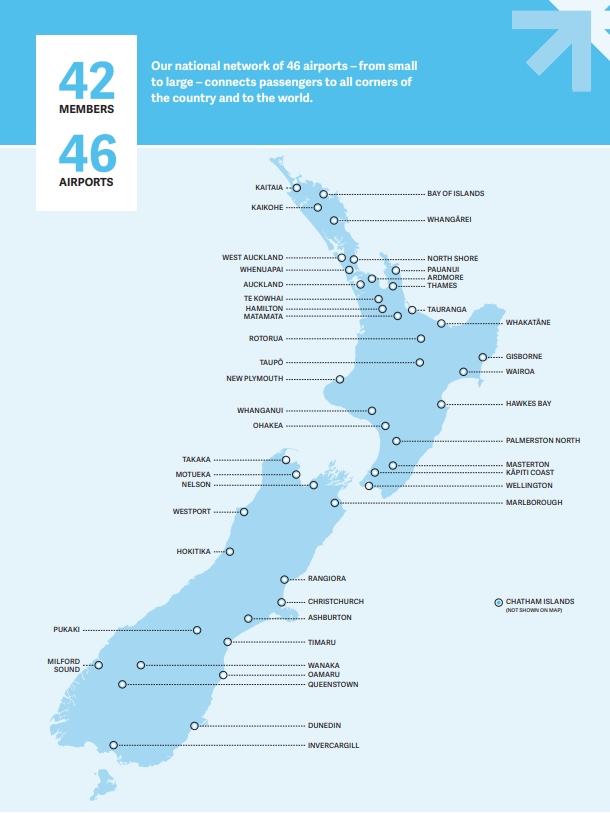 42
MEMBERS
46
AIRPORTS
Our national network of 46 airports – from small
to large – connects passengers to all corners of
the country and to the world.
KAITAIA
BAY OF ISLANDS
KAIKOHE
WHANGĀREI
WEST AUCKLAND
NORTH SHORE
WHENUAPAI
PAUANUI
ARDMORE
AUCKLAND
THAMES
TE KOWHAI
HAMILTON
TAURANGA
MATAMATA
WHAKATĀNE
ROTORUA
GISBORNE
TAUPŌ
WAIROA
NEW PLYMOUTH
HAWKES BAY
WHANGANUI
OHAKEA
PALMERSTON NORTH
TAKAKA
MASTERTON
KĀPITI COAST
MOTUEKA
NELSON
WELLINGTON
MARLBOROUGH
WESTPORT
HOKITIKA
RANGIORA
CHRISTCHURCH
CHATHAM ISLANDS
(NOT SHOWN ON MAP)
ASHBURTON
PUKAKI
TIMARU
MILFORD
SOUND
WANAKA
OAMARU
QUEENSTOWN
DUNEDIN
INVERCARGILL